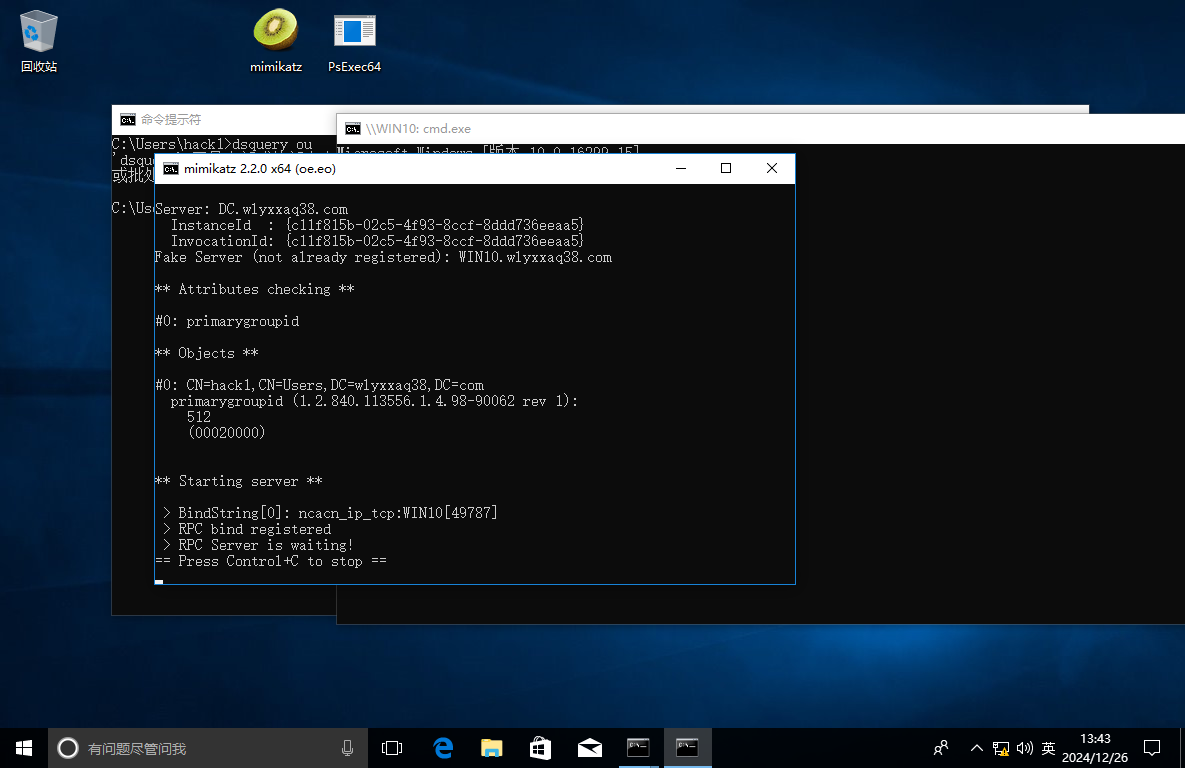 回收站
mimikatz
PsExec64
命令提示符
C:\Users\hack1>dsquery ou
'dsqu
或批处
C:\Us
\\WIN10: cmd.exe
Microsoft Windows [版本 10.0.16299.15]
mimikatz 2.2.0 x64 (oe.eo)
Server: DC.wlyxxaq38.com
InstanceId : {c11f815b-02c5-4f93-8ccf-8ddd736eeaa5}
InvocationId: {c11f815b-02c5-4f93-8ccf-8ddd736eeaa5}
Fake Server (not already registered): WIN10.wlyxxaq38.com
** Attributes checking **
#0: primarygroupid
** Objects **
#0: CN=hack1,CN=Users,DC=wlyxxaq38,DC=com
primarygroupid (1.2.840.113556.1.4.98-90062 rev 1):
512
(00020000)
** Starting server **
> BindString[0]: ncacn_ip_tcp:WIN10[49787]
> RPC bind registered
> RPC Server is waiting!
== Press Control+C to stop ==
有问题尽管问我
英
13:43
2024/12/26